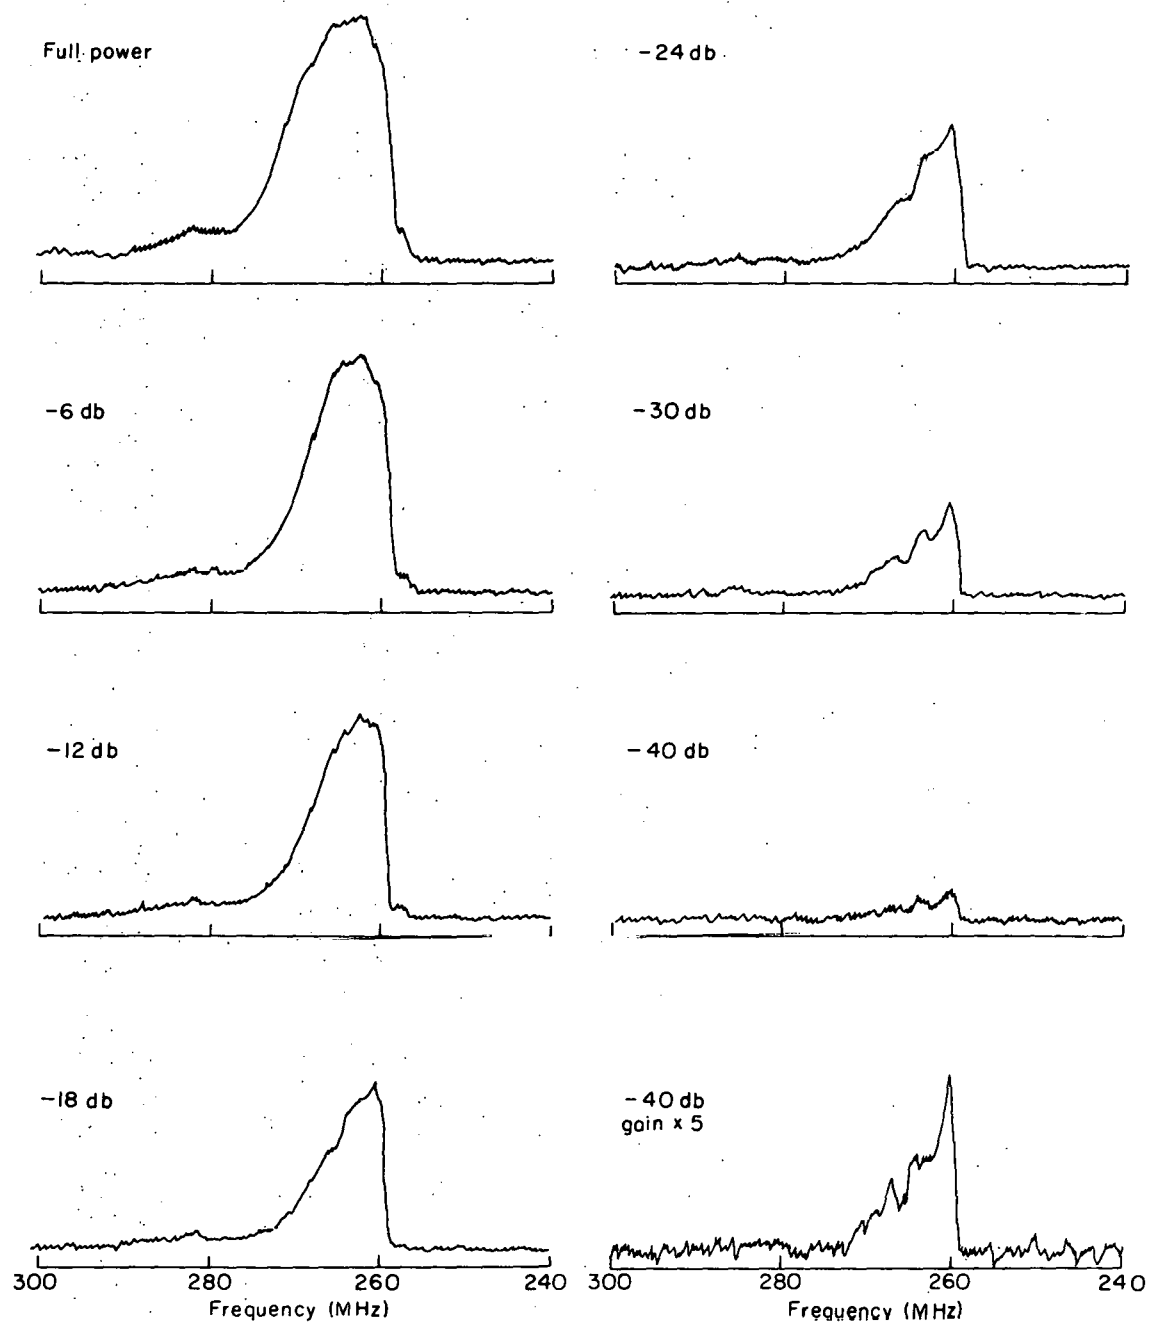 Full power
-24 db
-6 db
-30 db
-12 db
-40 db
-18 db
-40 db
gain x 5
300 280 260 240
300 280 260 240
Frequency (MHz)
Frequency (MHz)